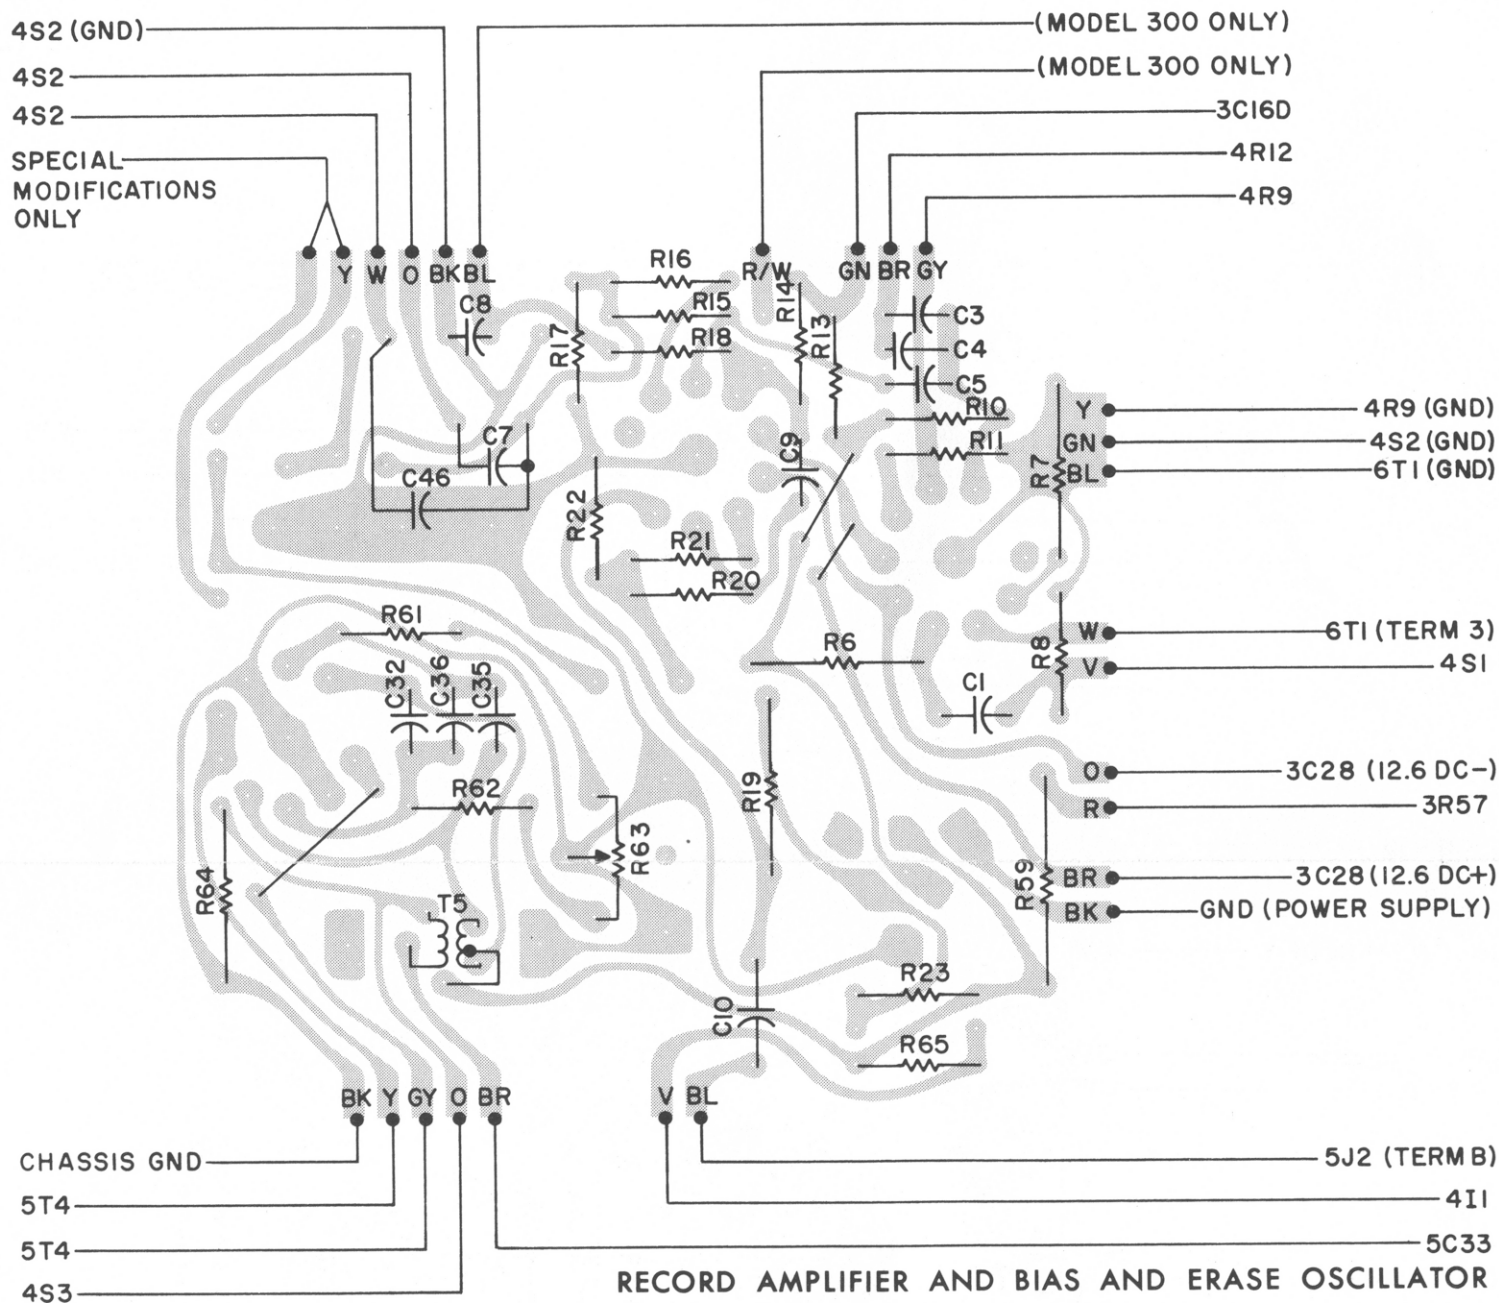 4S2 (GND)
(MODEL 300 ONLY)
4S2
(MODEL 300 ONLY)
4S2
3C16D
SPECIAL
MODIFICATIONS
ONLY
4R12
4R9
Y W O BK BL
R/W
GN BR GY
C8
R16
R15
R18
R17
R14
R13
C3
C4
C5
R10
R11
C7
C46
C9
R7
Y
4R9 (GND)
GN
4S2 (GND)
BL
6T1 (GND)
R22
R21
R20
R61
R6
R8
W
6T1 (TERM 3)
V
4S1
C32
C36
C35
C1
R62
R19
O
3C28 (12.6 DC-)
R
3R57
R63
R64
R59
BR
3C28 (12.6 DC+)
BK
GND (POWER SUPPLY)
T5
R23
C10
R65
BK Y GY O BR
V BL
CHASSIS GND
5J2 (TERM B)
5T4
4I1
5T4
5C33
4S3
RECORD AMPLIFIER AND BIAS AND ERASE OSCILLATOR